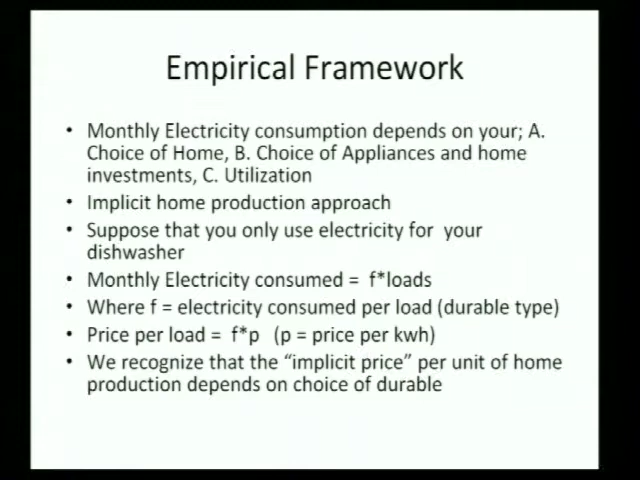 Empirical Framework
• Monthly Electricity consumption depends on your; A.
Choice of Home, B. Choice of Appliances and home
investments, C. Utilization
• Implicit home production approach
• Suppose that you only use electricity for your
dishwasher
• Monthly Electricity consumed = f*loads
• Where f = electricity consumed per load (durable type)
• Price per load = f*p (p = price per kwh)
• We recognize that the “implicit price” per unit of home
production depends on choice of durable